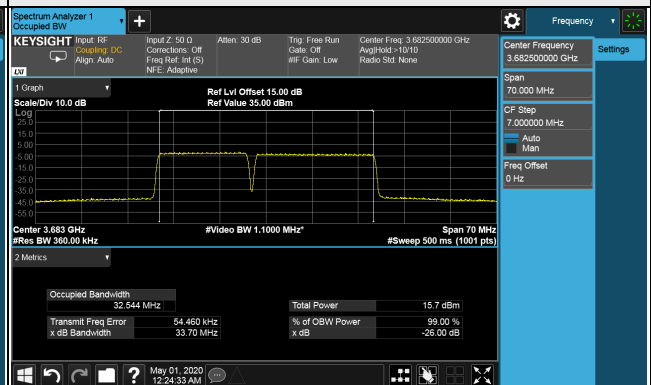 Spectrum Analyzer 1
Occupied BW
Frequency
KEYSIGHT
Input: RF
Coupling: DC
Align: Auto
Input Z: 50 Ω
Corrections: Off
Freq Ref: Int (S)
NFE: Adaptive
Atten: 30 dB
Trig: Free Run
Gate: Off
#IF Gain: Low
Center Freq: 3.682500000 GHz
Avg|Hold:>10/10
Radio Std: None
LXI
Center Frequency
3.682500000 GHz
Settings
Span
70.000 MHz
CF Step
7.000000 MHz
Auto
Man
Freq Offset
0 Hz
1 Graph
Scale/Div 10.0 dB
Ref Lvl Offset 15.00 dB
Ref Value 35.00 dBm
Log
25.0
15.0
5.00
-5.00
-15.0
-25.0
-35.0
-45.0
-55.0
Center 3.683 GHz
#Res BW 360.00 kHz
#Video BW 1.1000 MHz*
Span 70 MHz
#Sweep 500 ms (1001 pts)
2 Metrics
Occupied Bandwidth
32.544 MHz
Total Power 15.7 dBm
Transmit Freq Error 54.460 kHz
% of OBW Power 99.00 %
x dB Bandwidth 33.70 MHz
x dB -26.00 dB
May 01, 2020
12:24:33 AM